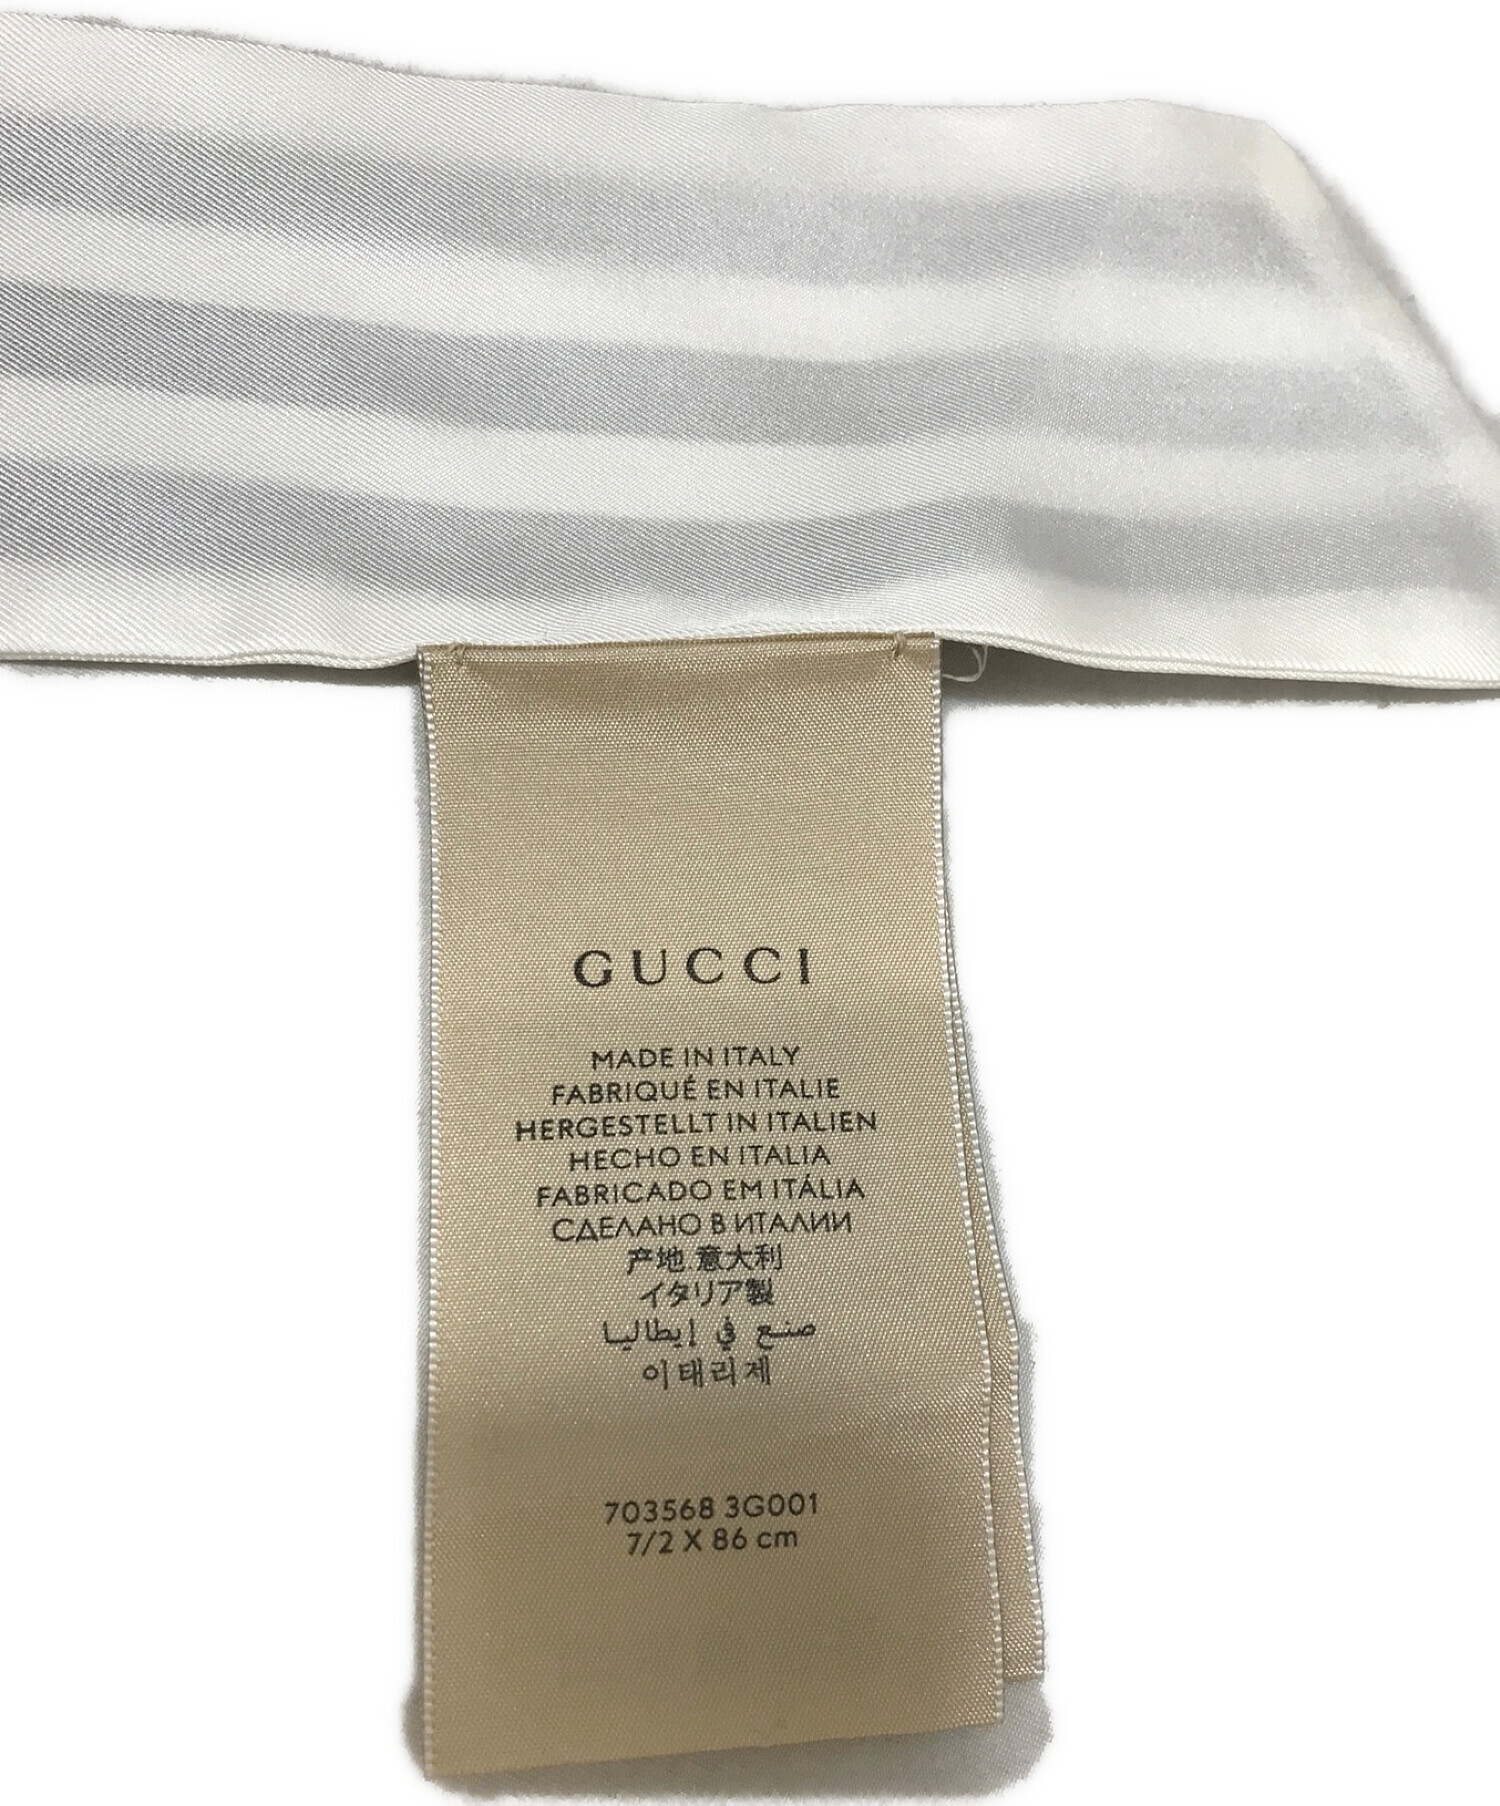 GUCCI
MADE IN ITALY
FABRIQUÉ EN ITALIE
HERGESTELLT IN ITALIEN
HECHO EN ITALIA
FABRICADO EM ITÁLIA
СДЕЛАНО В ИТАЛИИ
产地.意大利
イタリア製
صنع في إيطاليا
이태리제
703568 3G001
7/2 X 86 cm